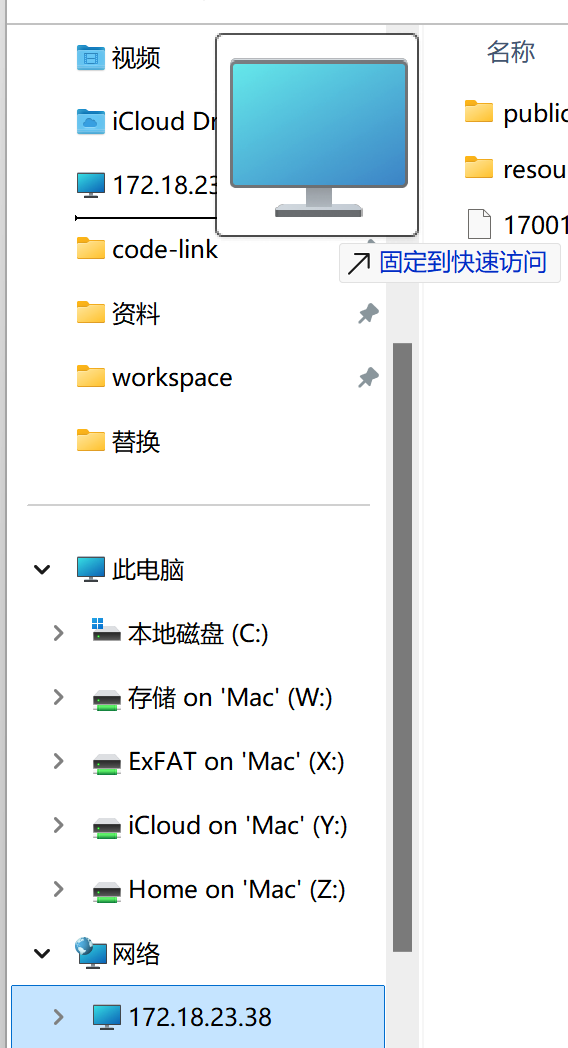 视频
iCloud Dr
172.18.23
code-link
资料
workspace
替换
此电脑
本地磁盘 (C:)
存储 on 'Mac' (W:)
ExFAT on 'Mac' (X:)
iCloud on 'Mac' (Y:)
Home on 'Mac' (Z:)
网络
172.18.23.38
固定到快速访问
名称
public
resou
17001